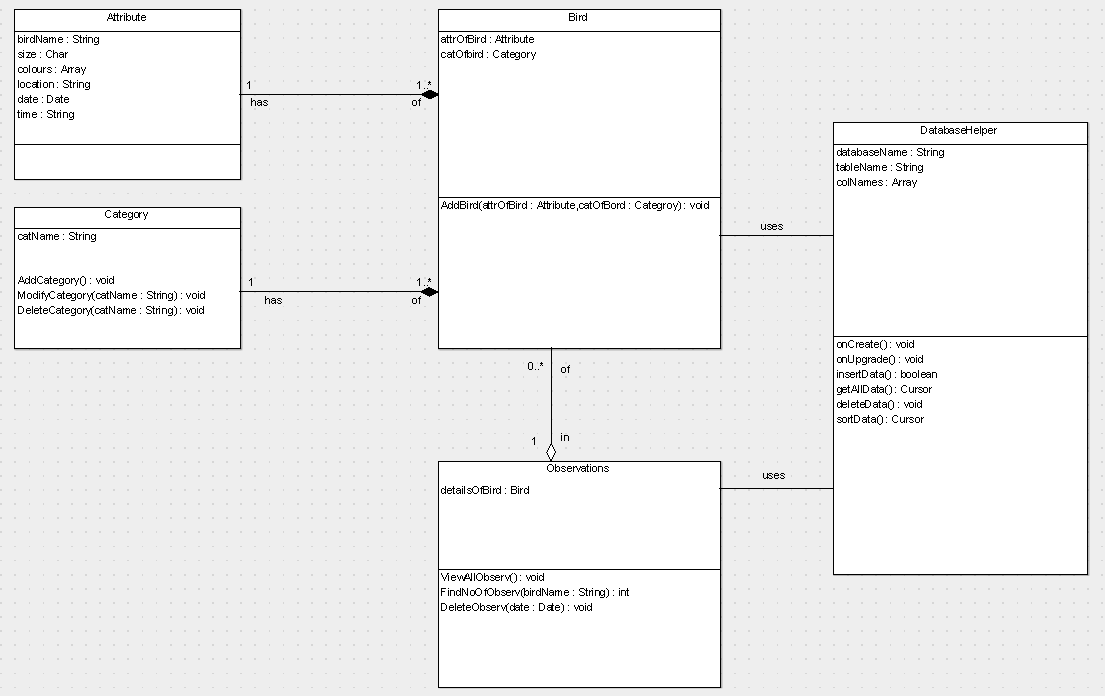 Attribute
birdName : String
size : Char
colours : Array
location : String
date : Date
time : String
1
has
1..*
of
Bird
attrOfBird : Attribute
catOfbird : Category
AddBird(attrOfBird : Attribute,catOfBord : Categroy) : void
Category
catName : String
AddCategory() : void
ModifyCategory(catName : String) : void
DeleteCategory(catName : String) : void
1
has
1..*
of
uses
DatabaseHelper
databaseName : String
tableName : String
colNames : Array
onCreate() : void
onUpgrade() : void
insertData() : boolean
getAllData() : Cursor
deleteData() : void
sortData() : Cursor
0..*
of
1
in
Observations
detailsOfBird : Bird
ViewAllObserv() : void
FindNoOfObserv(birdName : String) : int
DeleteObserv(date : Date) : void
uses